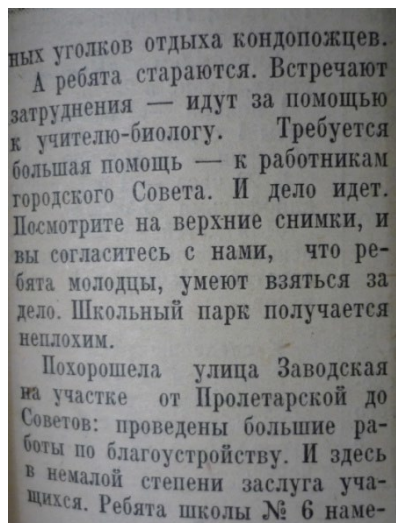 ных уголков отдыха кондопожцев.
А ребята стараются. Встречают
затруднения — идут за помощью
к учителю-биологу. Требуется
большая помощь — к работникам
городского Совета. И дело идет.
Посмотрите на верхние снимки, и
вы согласитесь с нами, что ре-
бята молодцы, умеют взяться за
дело. Школьный парк получается
неплохим.
Похорошела улица Заводская
на участке от Пролетарской до
Советов: проведены большие ра-
боты по благоустройству. И здесь
в немалой степени заслуга уча-
щихся. Ребята школы № 6 наме-